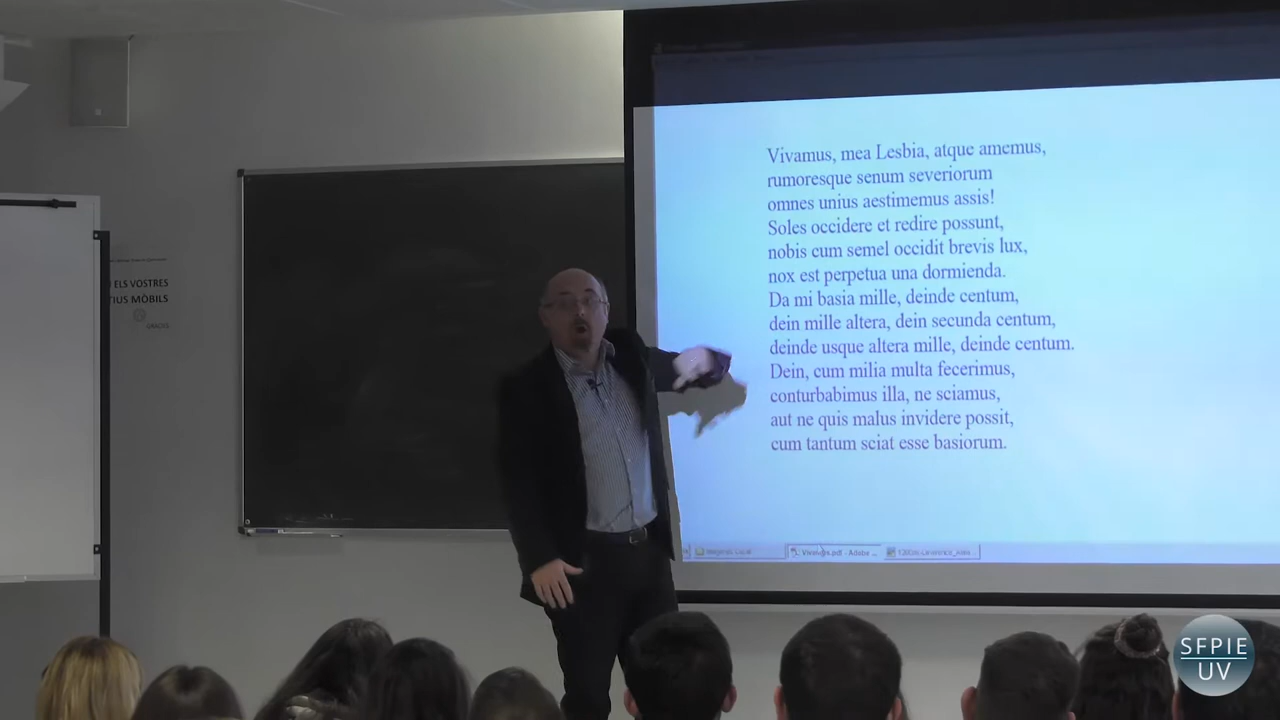 ELS VOSTRES
TIUS MÒBILS
GRÀCIES
Vivamus, mea Lesbia, atque amemus,
rumoresque senum severiorum
omnes unius aestimemus assis!
Soles occidere et redire possunt,
nobis cum semel occidit brevis lux,
nox est perpetua una dormienda.
Da mi basia mille, deinde centum,
dein mille altera, dein secunda centum,
deinde usque altera mille, deinde centum.
Dein, cum milia multa fecerimus,
conturbabimus illa, ne sciamus,
aut ne quis malus invidere possit,
cum tantum sciat esse basiorum.
Adobe
SFPIE
UV